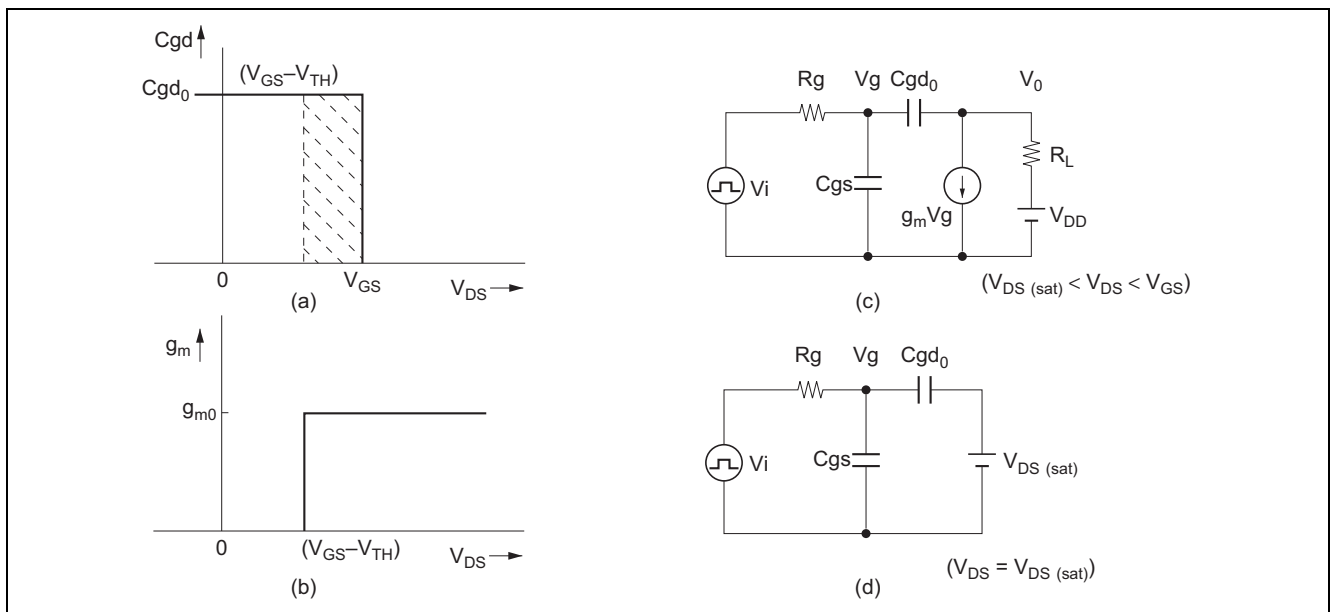 Cgd
(V_GS–V_TH)
Cgd_0
0
V_GS
V_DS
(a)
g_m
g_m0
0
(V_GS–V_TH)
V_DS
(b)
Rg
Vg
Cgd_0
V_0
Vi
Cgs
g_mVg
R_L
V_DD
(c)
(V_DS (sat) < V_DS < V_GS)
Rg
Vg
Cgd_0
Vi
Cgs
V_DS (sat)
(d)
(V_DS = V_DS (sat))